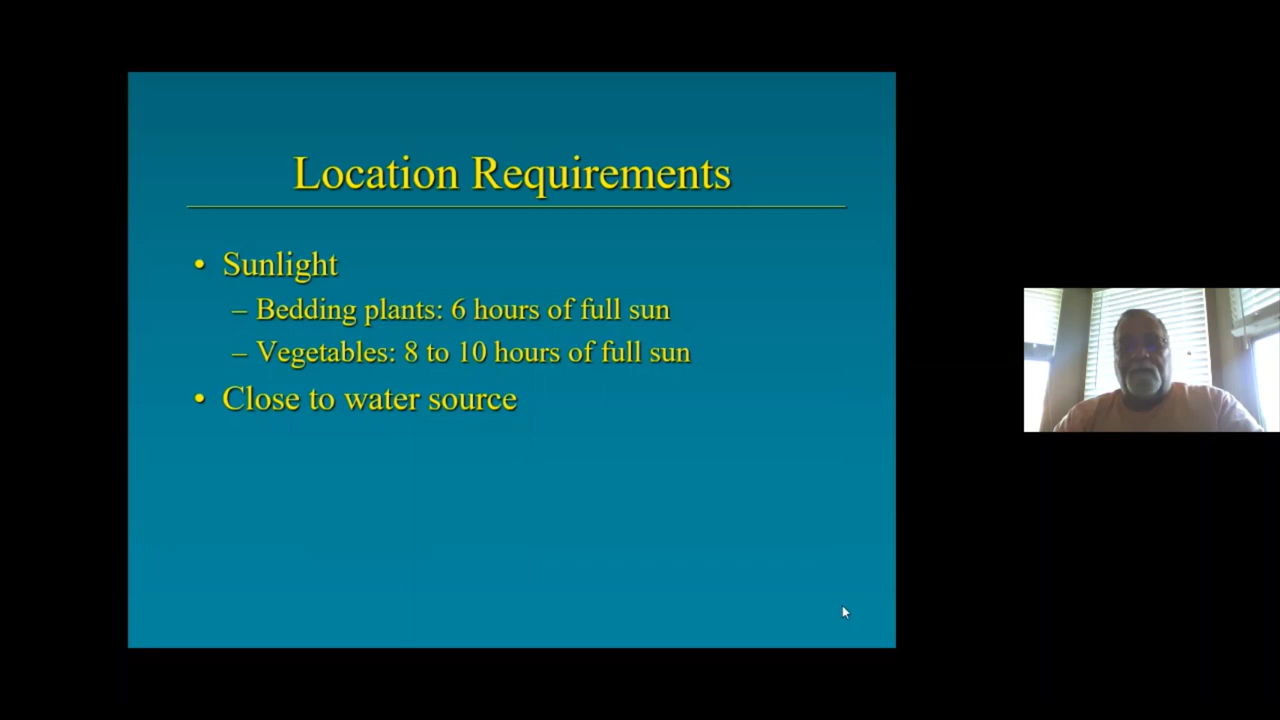 Location Requirements
• Sunlight
– Bedding plants: 6 hours of full sun
– Vegetables: 8 to 10 hours of full sun
• Close to water source